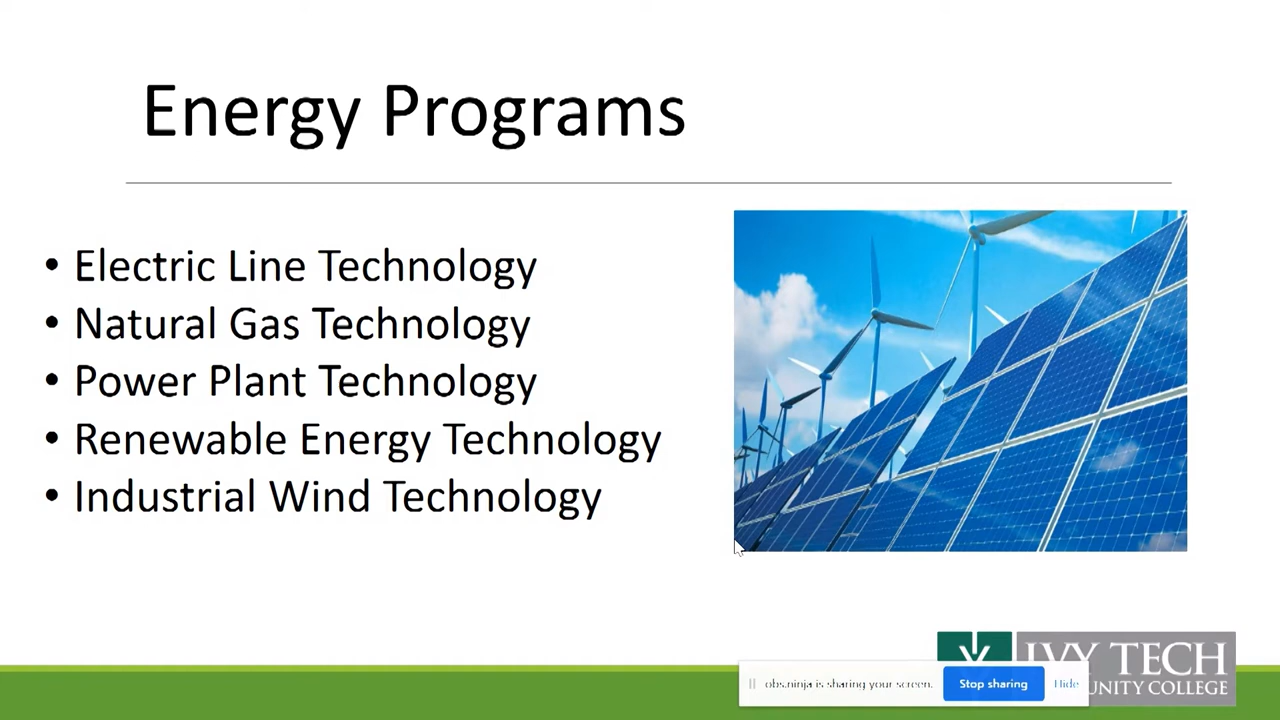 Energy Programs
• Electric Line Technology
• Natural Gas Technology
• Power Plant Technology
• Renewable Energy Technology
• Industrial Wind Technology
IVY TECH
UNITY COLLEGE
obs.ninja is sharing your screen.
Stop sharing
Hide